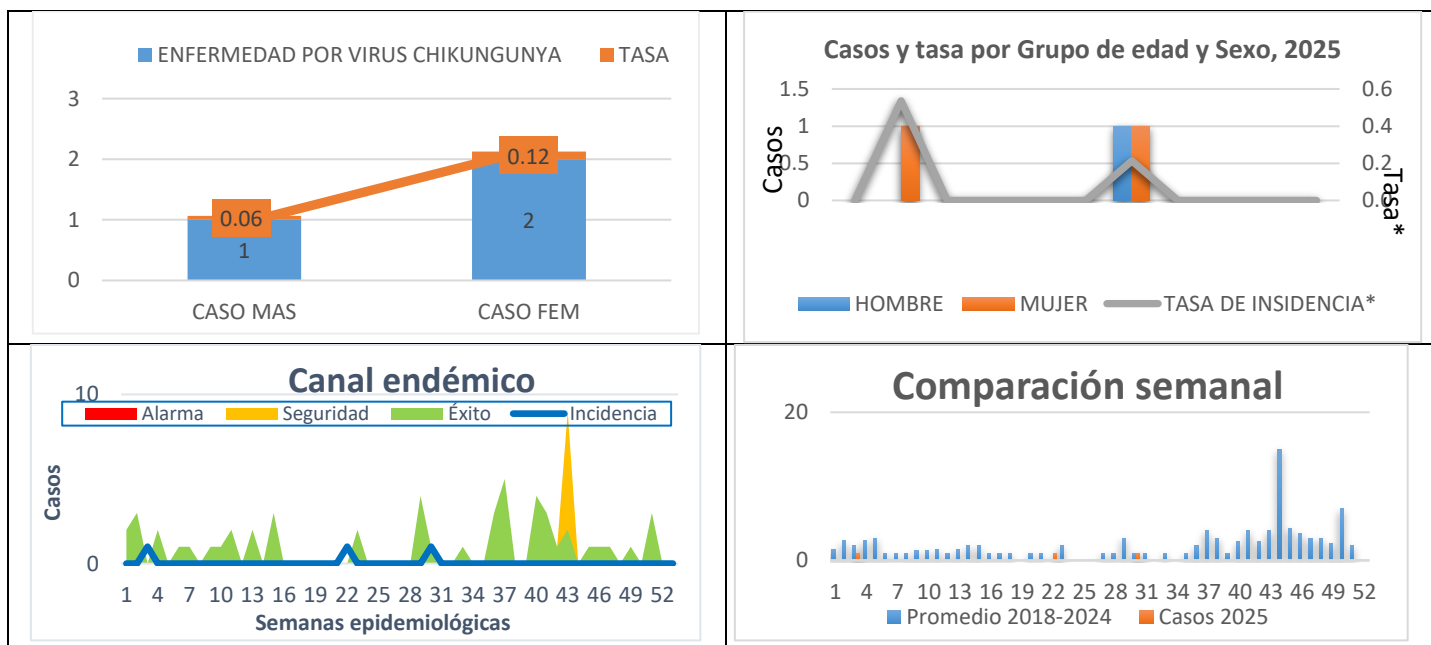 ENFERMEDAD POR VIRUS CHIKUNGUNYA TASA
3
2
1
0
0.06
1
0.12
2
CASO MAS CASO FEM
Casos y tasa por Grupo de edad y Sexo, 2025
1.5
1
0.5
0
Casos
0.6
0.4
0.2
0.0
Tasa*
HOMBRE MUJER TASA DE INSIDENCIA*
Canal endémico
10
Alarma Seguridad Éxito Incidencia
Casos
0
1 4 7 10 13 16 19 22 25 28 31 34 37 40 43 46 49 52
Semanas epidemiológicas
Comparación semanal
20
0
1 4 7 10 13 16 19 22 25 28 31 34 37 40 43 46 49 52
Promedio 2018-2024 Casos 2025